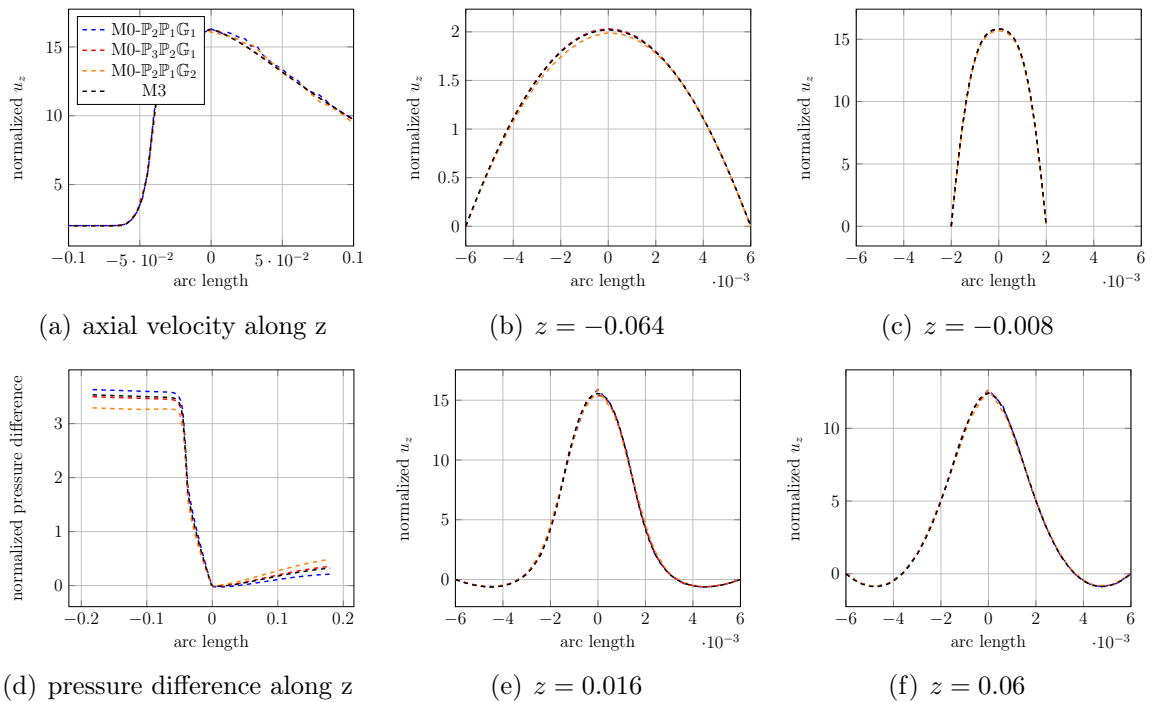 M0-ℙ₂ℙ₁𝔾₁
M0-ℙ₃ℙ₂𝔾₁
M0-ℙ₂ℙ₁𝔾₂
M3
normalized u_z
15
10
5
−0.1 −5·10⁻² 0 5·10⁻² 0.1
arc length
(a) axial velocity along z
normalized u_z
2
1.5
1
0.5
0
−6 −4 −2 0 2 4 6
arc length ·10⁻³
(b) z = −0.064
normalized u_z
15
10
5
0
−6 −4 −2 0 2 4 6
arc length ·10⁻³
(c) z = −0.008
normalized pressure difference
3
2
1
0
−0.2 −0.1 0 0.1 0.2
arc length
(d) pressure difference along z
normalized u_z
15
10
5
0
−6 −4 −2 0 2 4 6
arc length ·10⁻³
(e) z = 0.016
normalized u_z
10
5
0
−6 −4 −2 0 2 4 6
arc length ·10⁻³
(f) z = 0.06